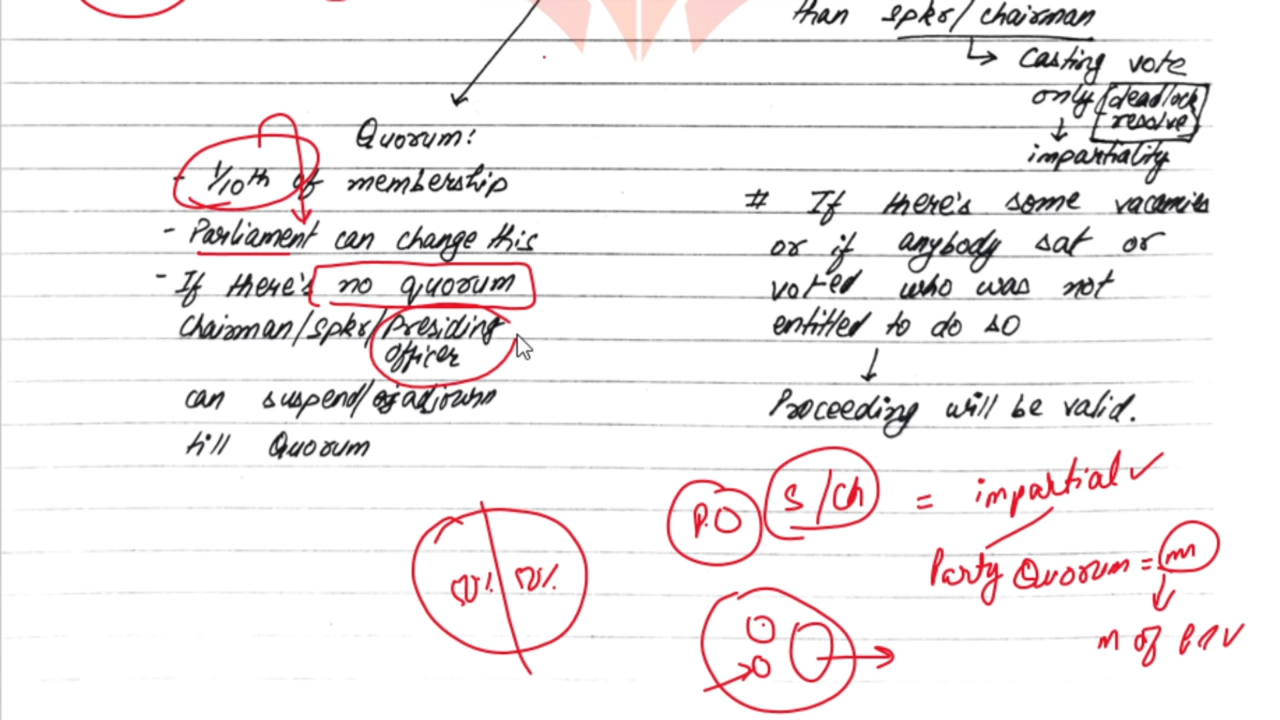 than spkr/chairman
Casting vote
only deadlock
resolve
impartiality
Quorum:
- 1/10th of membership
- Parliament can change this
- If there's no quorum
Chairman/spkr/presiding
officer
can suspend/adjourn
till Quorum
# If there's some vacancies
or if anybody sat or
voted who was not
entitled to do so
Proceeding will be valid.
P.O S/Ch = impartial
Party Quorum =
50% 50%
m of